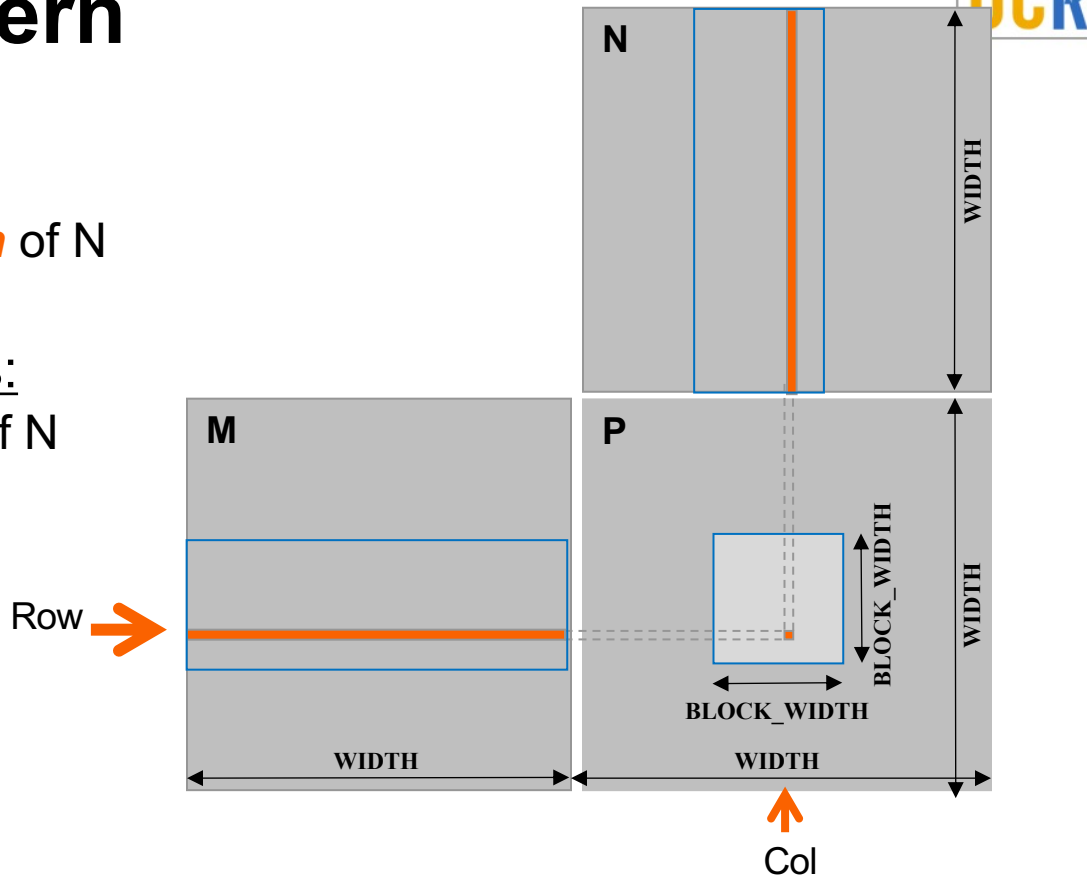 ern
of N
:
f N
N
WIDTH
M
P
BLOCK_WIDTH
WIDTH
Row
BLOCK_WIDTH
WIDTH
WIDTH
Col